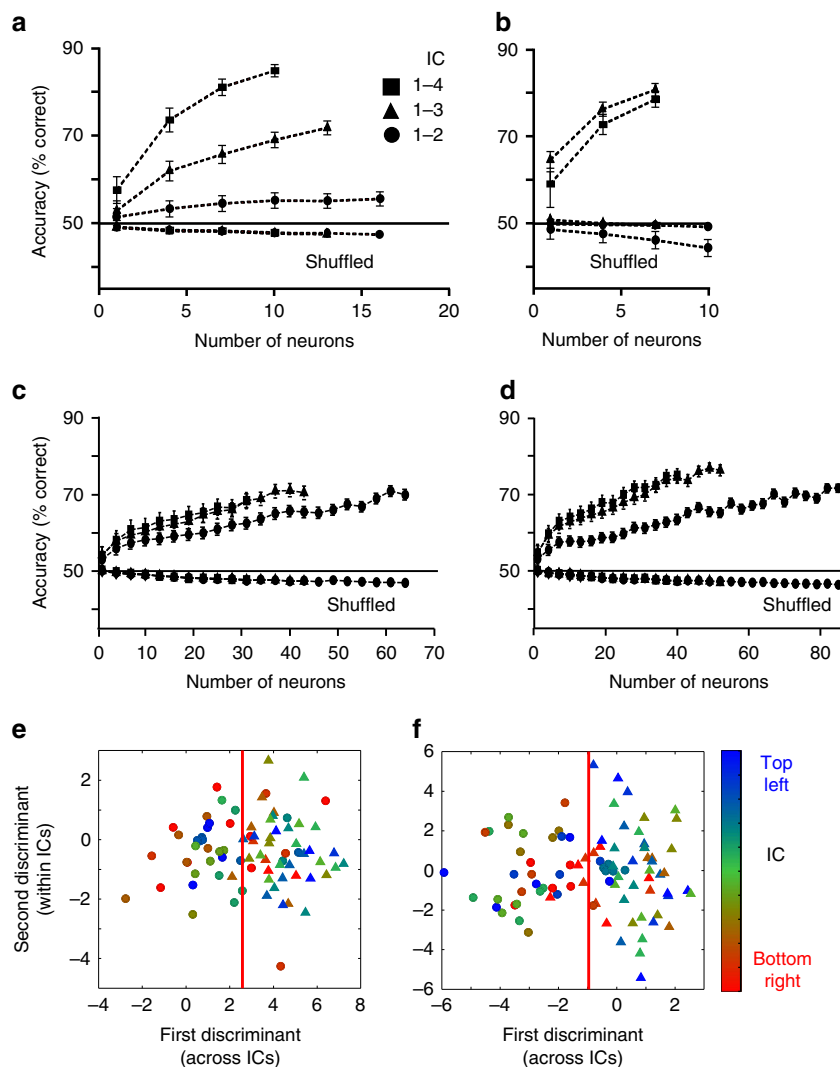 a
b
90
70
50
Accuracy (% correct)
IC
1–4
1–3
1–2
Shuffled
0 5 10 15 20
Number of neurons
90
70
50
Shuffled
0 5 10
Number of neurons
c
d
90
70
50
Accuracy (% correct)
Shuffled
0 10 20 30 40 50 60 70
Number of neurons
90
70
50
Shuffled
0 20 40 60 80
Number of neurons
e
f
2
0
–2
–4
Second discriminant
(within ICs)
–4 –2 0 2 4 6 8
First discriminant
(across ICs)
6
4
2
0
–2
–4
–6
–6 –4 –2 0 2
First discriminant
(across ICs)
Top
left
IC
Bottom
right